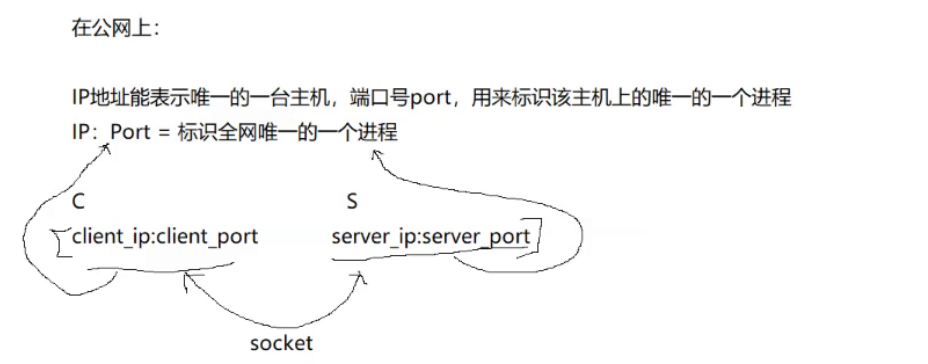 在公网上：
IP地址能表示唯一的一台主机，端口号port，用来标识该主机上的唯一的一个进程
IP：Port = 标识全网唯一的一个进程
C S
client_ip:client_port server_ip:server_port
socket